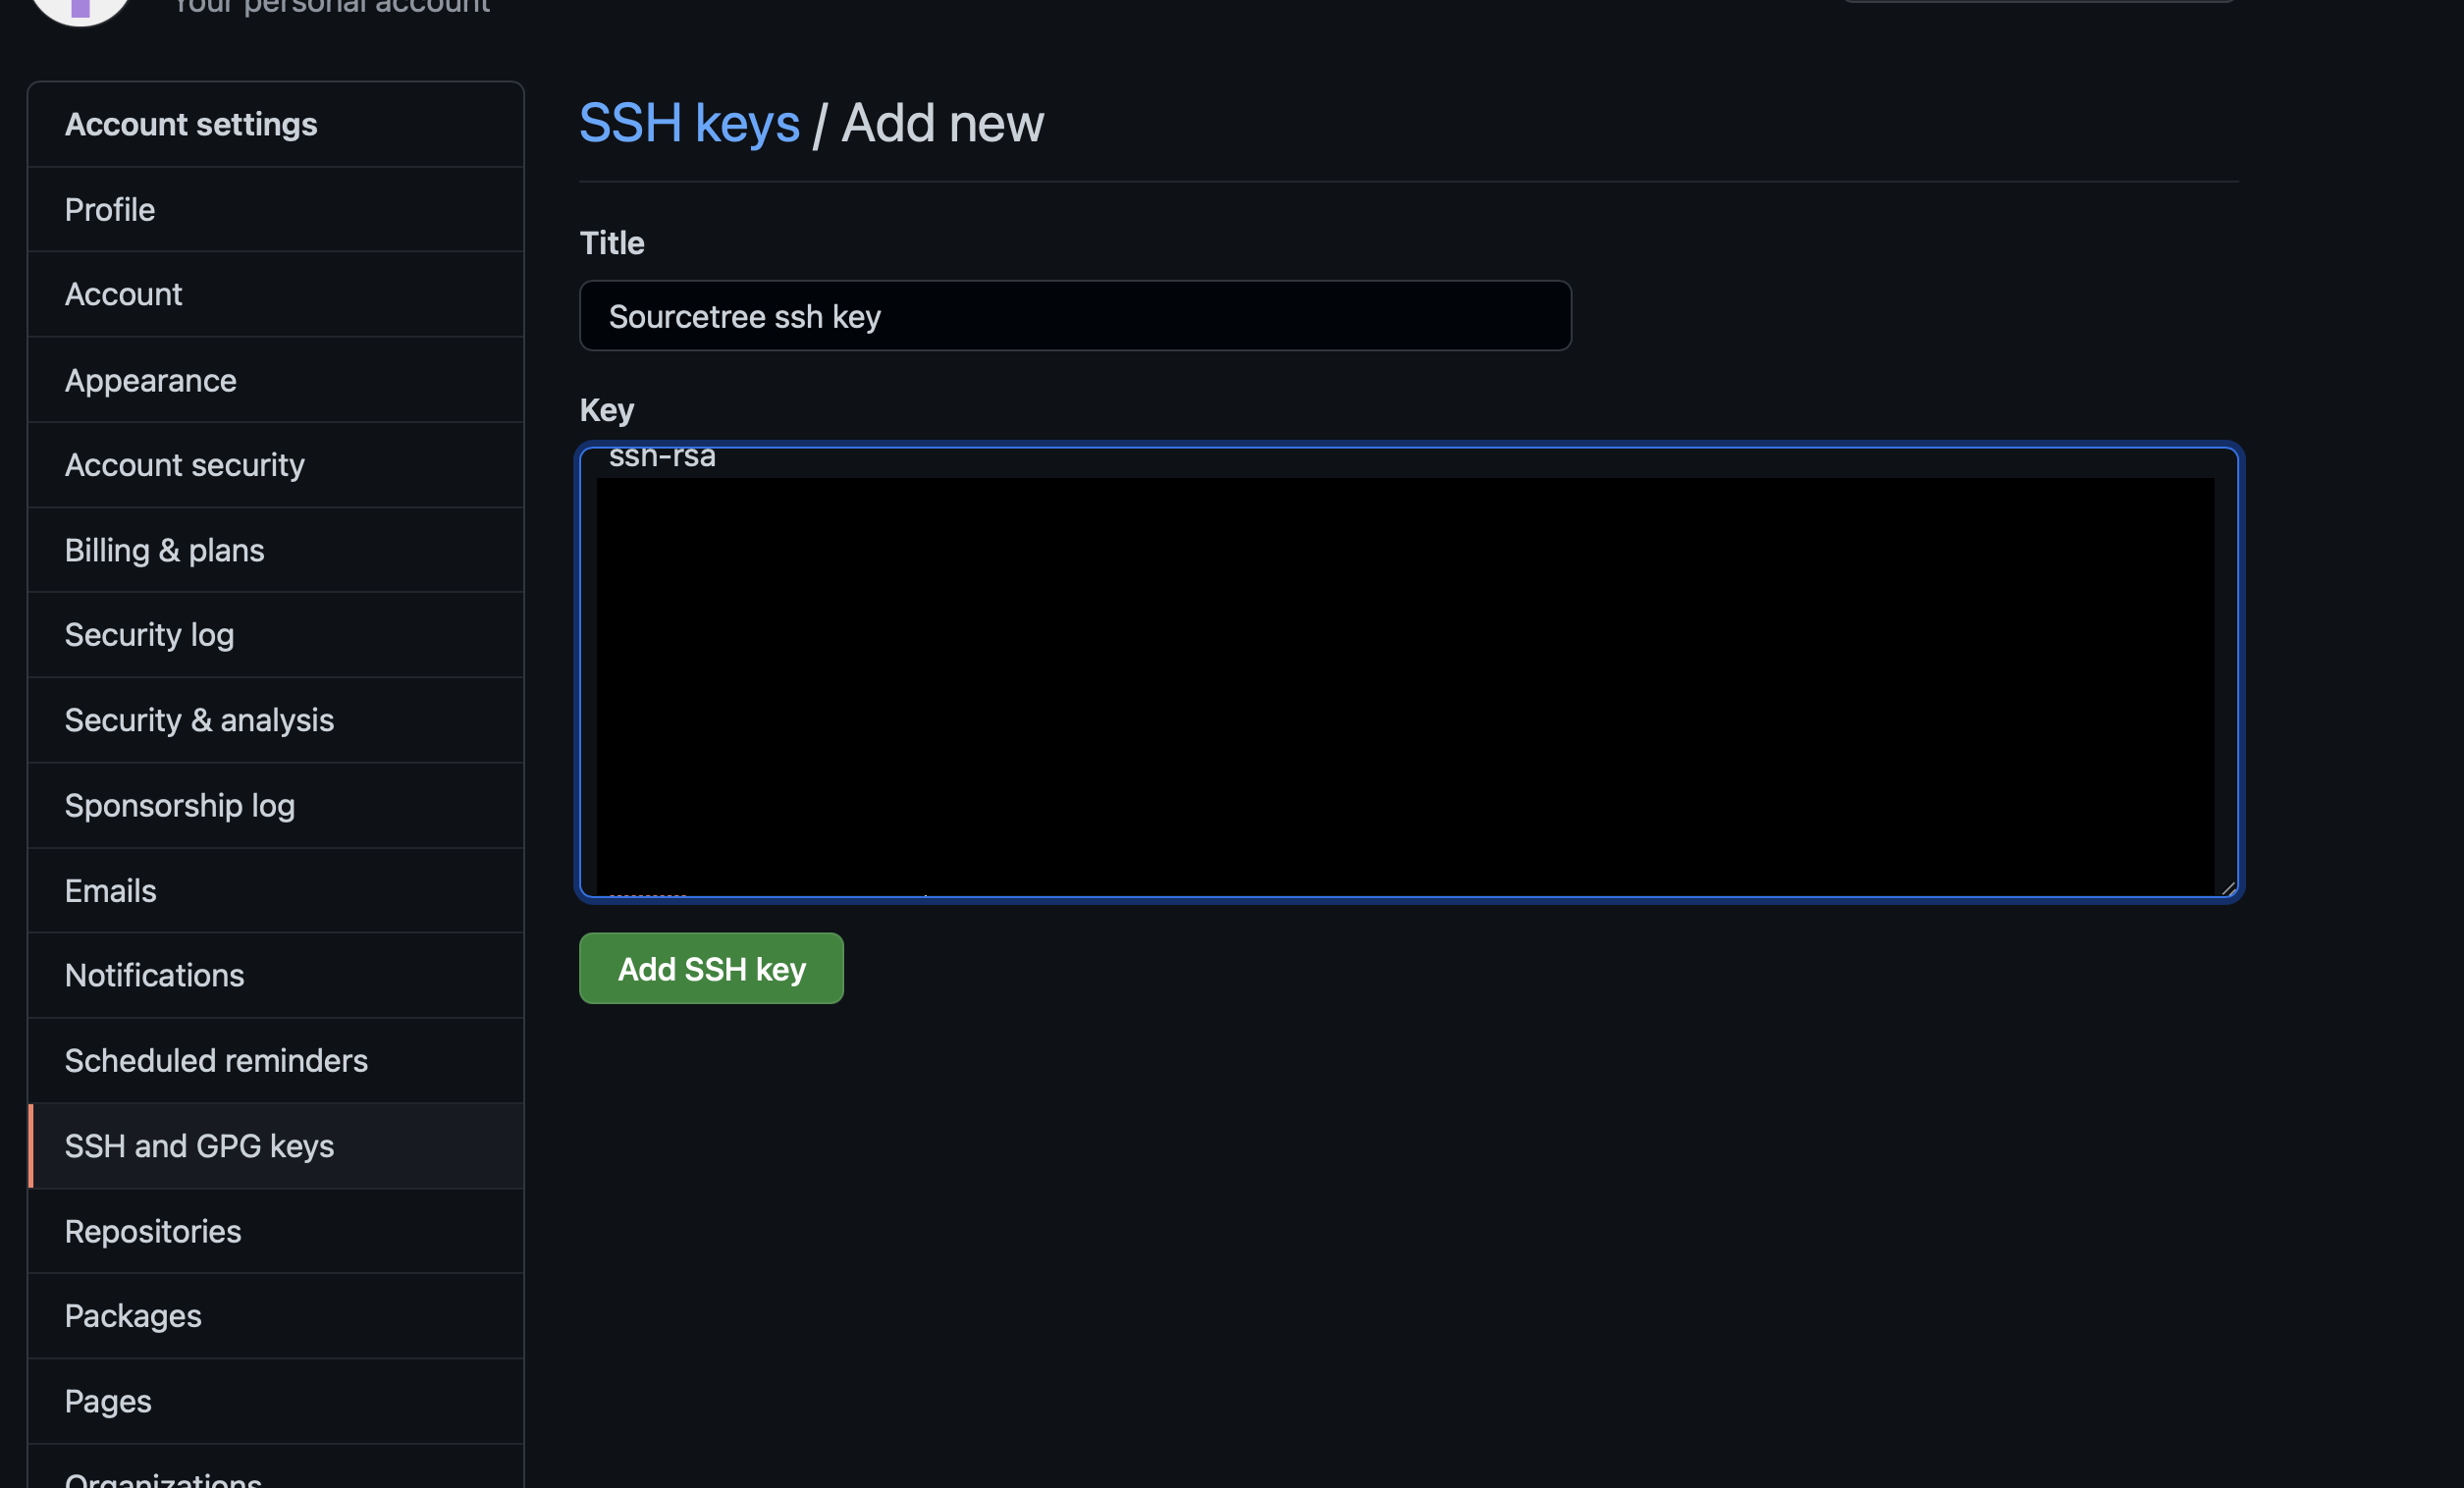 Your personal account
Account settings
Profile
Account
Appearance
Account security
Billing & plans
Security log
Security & analysis
Sponsorship log
Emails
Notifications
Scheduled reminders
SSH and GPG keys
Repositories
Packages
Pages
Organizations
SSH keys / Add new
Title
Sourcetree ssh key
Key
ssh-rsa
Add SSH key